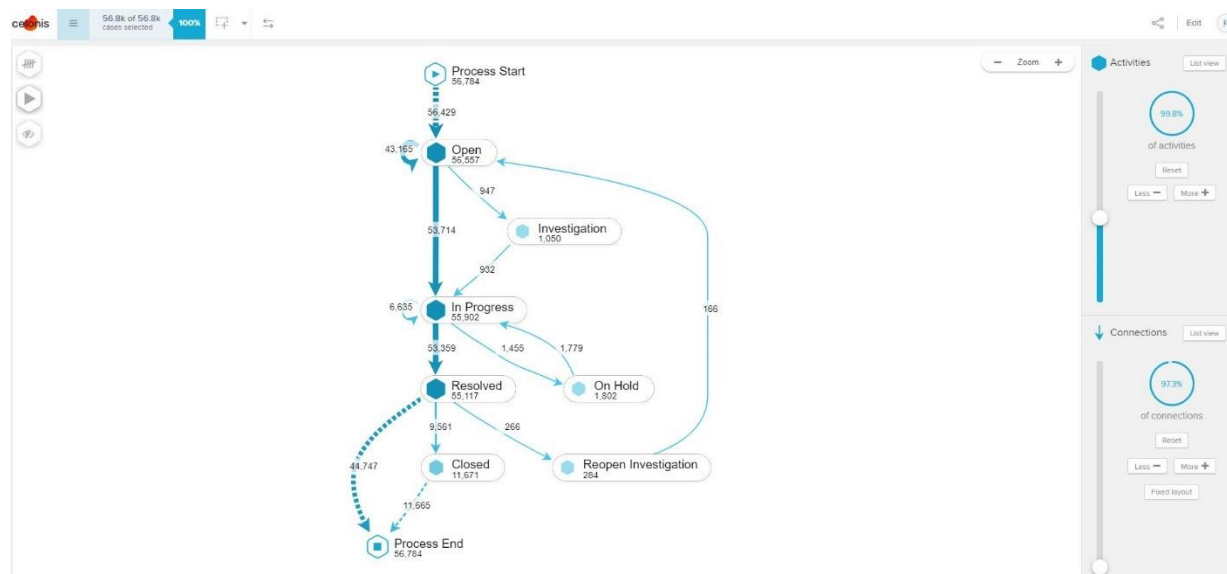 celonis
56.8k of 56.8k
cases selected
100%
Edit
K
Zoom
Process Start
56,784
56,429
43,165
Open
56,557
947
Investigation
1,050
53,714
932
6,635
In Progress
55,902
166
53,359
1,455
1,779
Resolved
55,117
On Hold
1,802
9,561
266
44,747
Closed
11,671
Reopen Investigation
284
11,665
Process End
56,784
Activities
List view
99.8%
of activities
Reset
Less −
More +
Connections
List view
97.3%
of connections
Reset
Less −
More +
Fixed layout